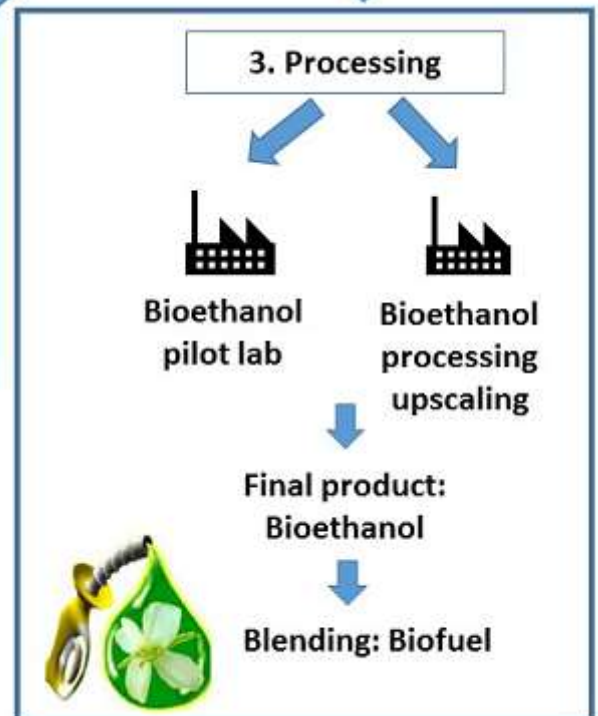 3. Processing
Bioethanol
pilot lab
Bioethanol
processing
upscaling
Final product:
Bioethanol
Blending: Biofuel